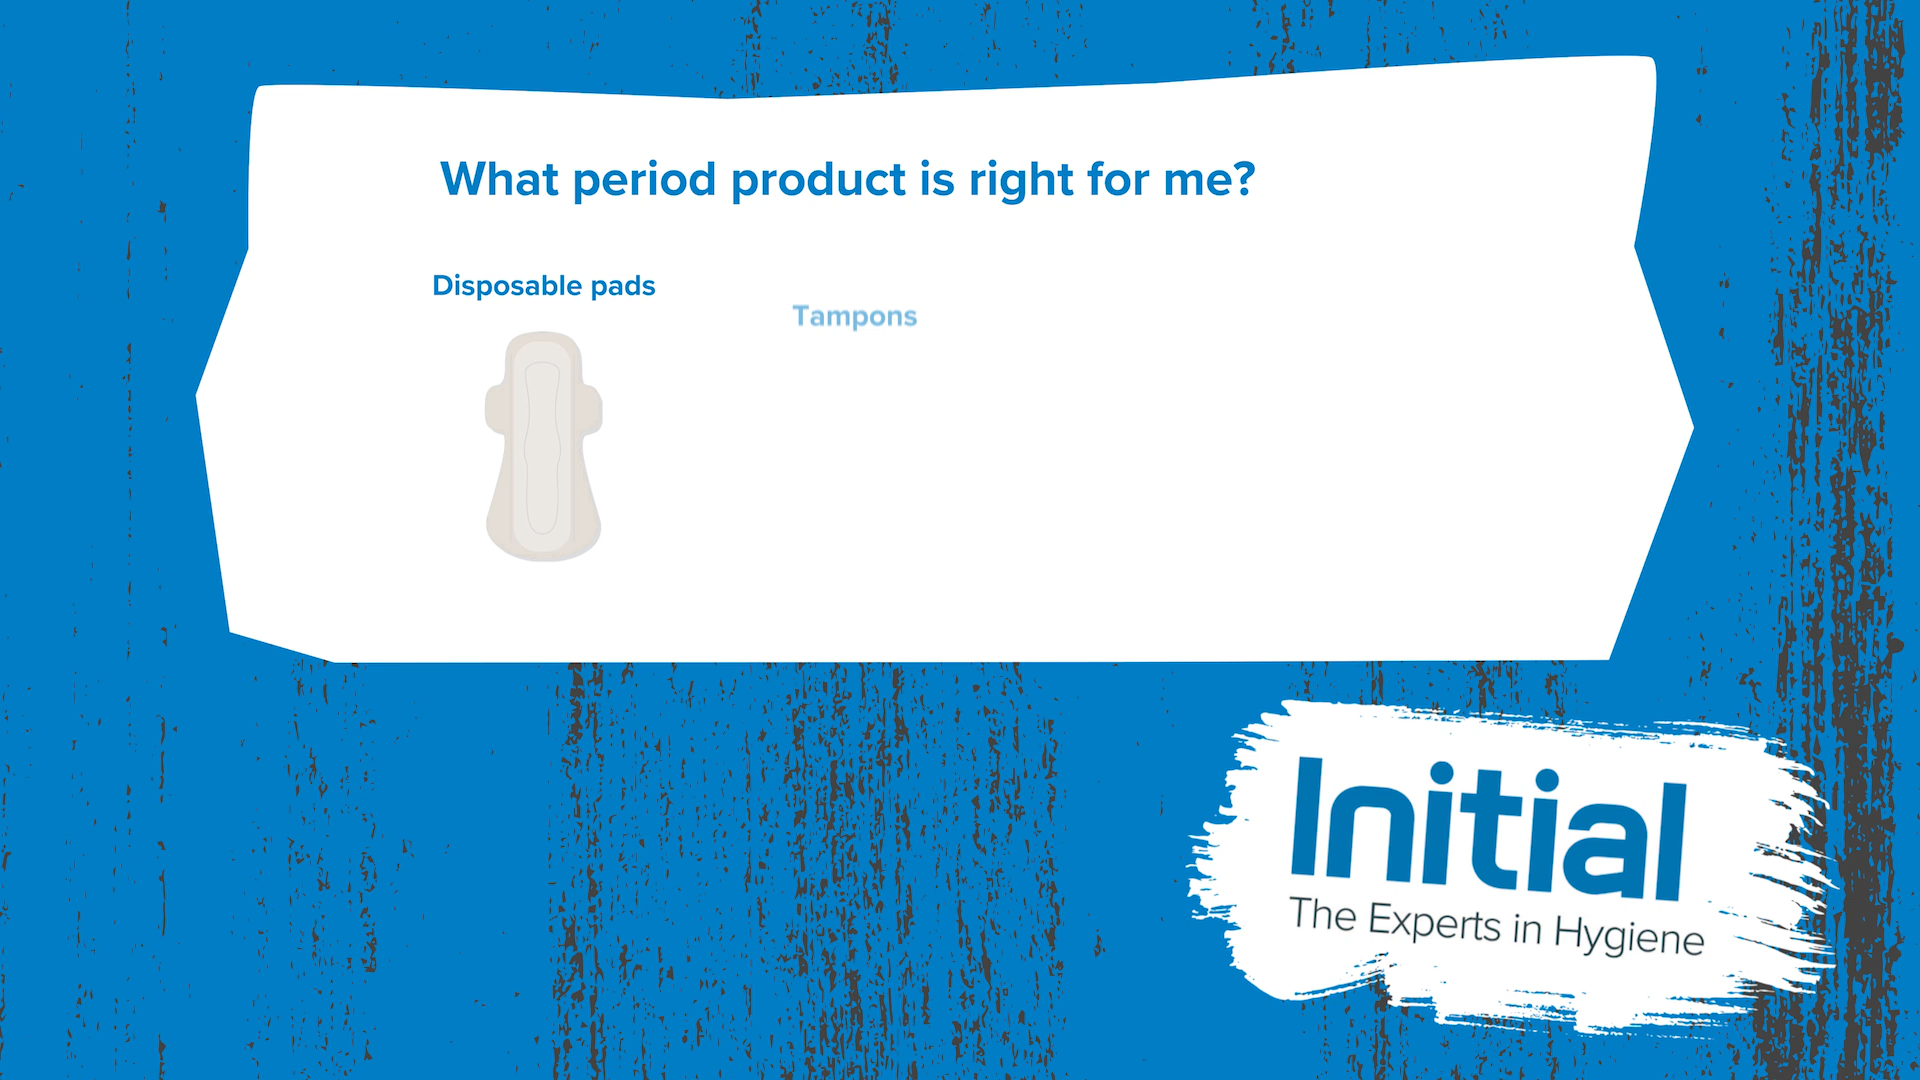 What period product is right for me?
Disposable pads
Tampons
Initial
The Experts in Hygiene